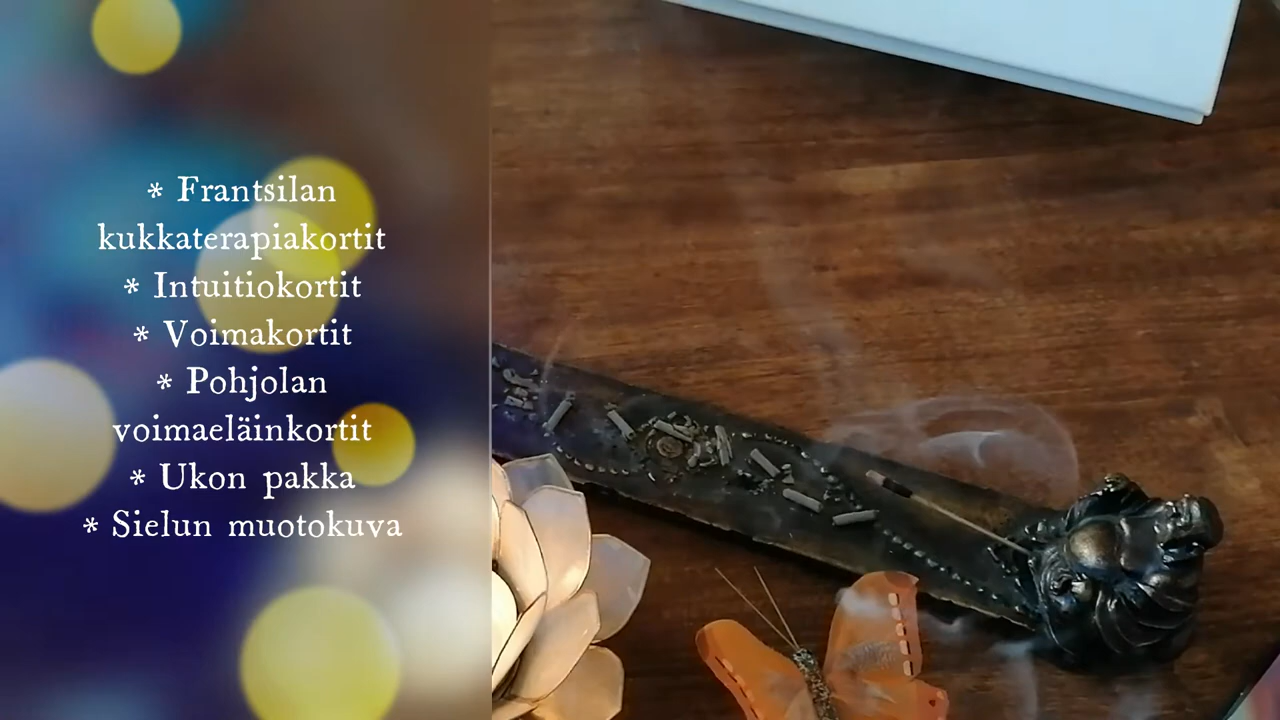 * Frantsilan
kukkaterapiakortit
* Intuitiokortit
* Voimakortit
* Pohjolan
voimaeläinkortit
* Ukon pakka
* Sielun muotokuva